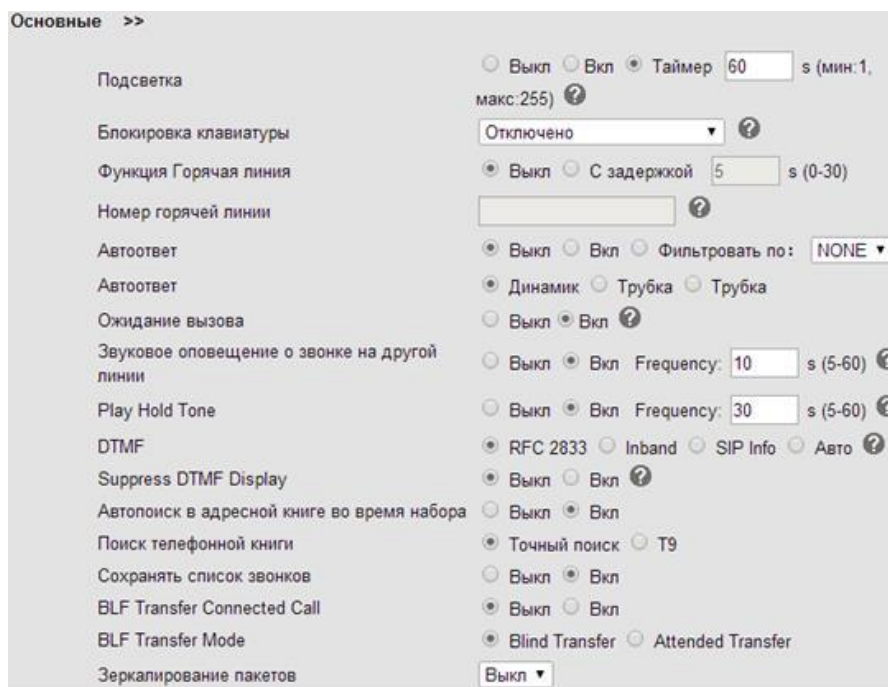 Основные >>
Подсветка Выкл Вкл Таймер 60 s (мин:1,
макс:255) ?
Блокировка клавиатуры Отключено ?
Функция Горячая линия Выкл С задержкой 5 s (0-30)
Номер горячей линии ?
Автоответ Выкл Вкл Фильтровать по: NONE
Автоответ Динамик Трубка Трубка
Ожидание вызова Выкл Вкл ?
Звуковое оповещение о звонке на другой
линии Выкл Вкл Frequency: 10 s (5-60) ?
Play Hold Tone Выкл Вкл Frequency: 30 s (5-60) ?
DTMF RFC 2833 Inband SIP Info Авто ?
Suppress DTMF Display Выкл Вкл ?
Автопоиск в адресной книге во время набора Выкл Вкл
Поиск телефонной книги Точный поиск T9
Сохранять список звонков Выкл Вкл
BLF Transfer Connected Call Выкл Вкл
BLF Transfer Mode Blind Transfer Attended Transfer
Зеркалирование пакетов Выкл